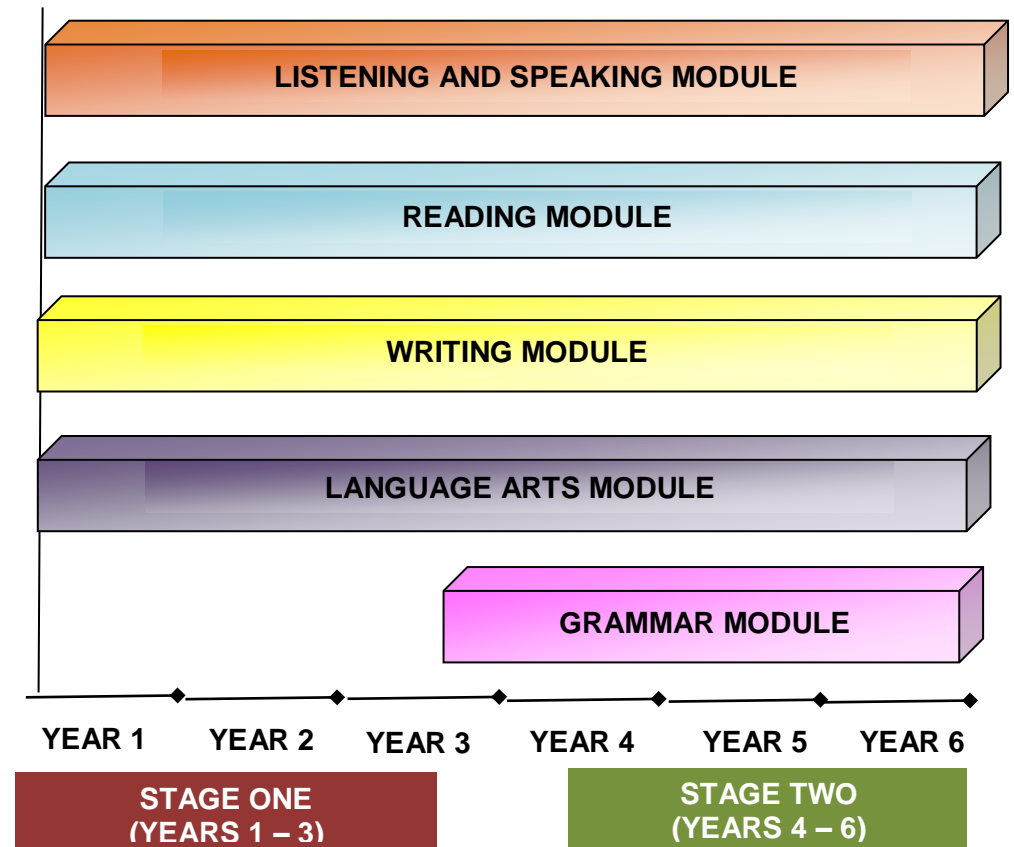 LISTENING AND SPEAKING MODULE
READING MODULE
WRITING MODULE
LANGUAGE ARTS MODULE
GRAMMAR MODULE
YEAR 1 YEAR 2 YEAR 3 YEAR 4 YEAR 5 YEAR 6
STAGE ONE
(YEARS 1 – 3)
STAGE TWO
(YEARS 4 – 6)